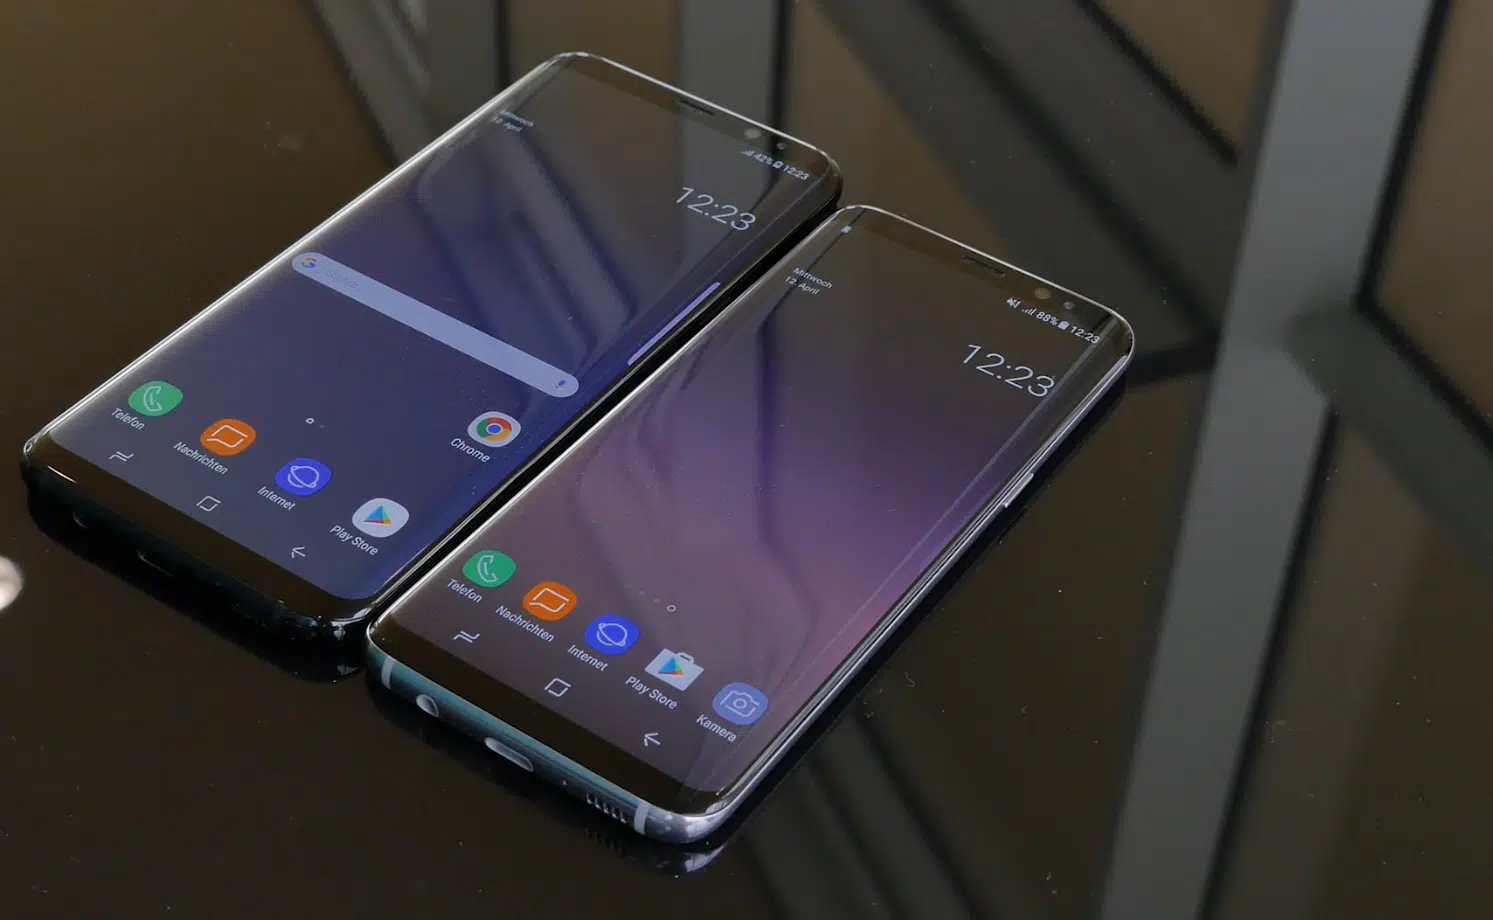 Mittwoch
12. April
42% 12:23
12:23
Suchen...
Chrome
Telefon
Nachrichten
Internet
Play Store
Mittwoch
12. April
88% 12:23
12:23
Telefon
Nachrichten
Internet
Play Store
Kamera